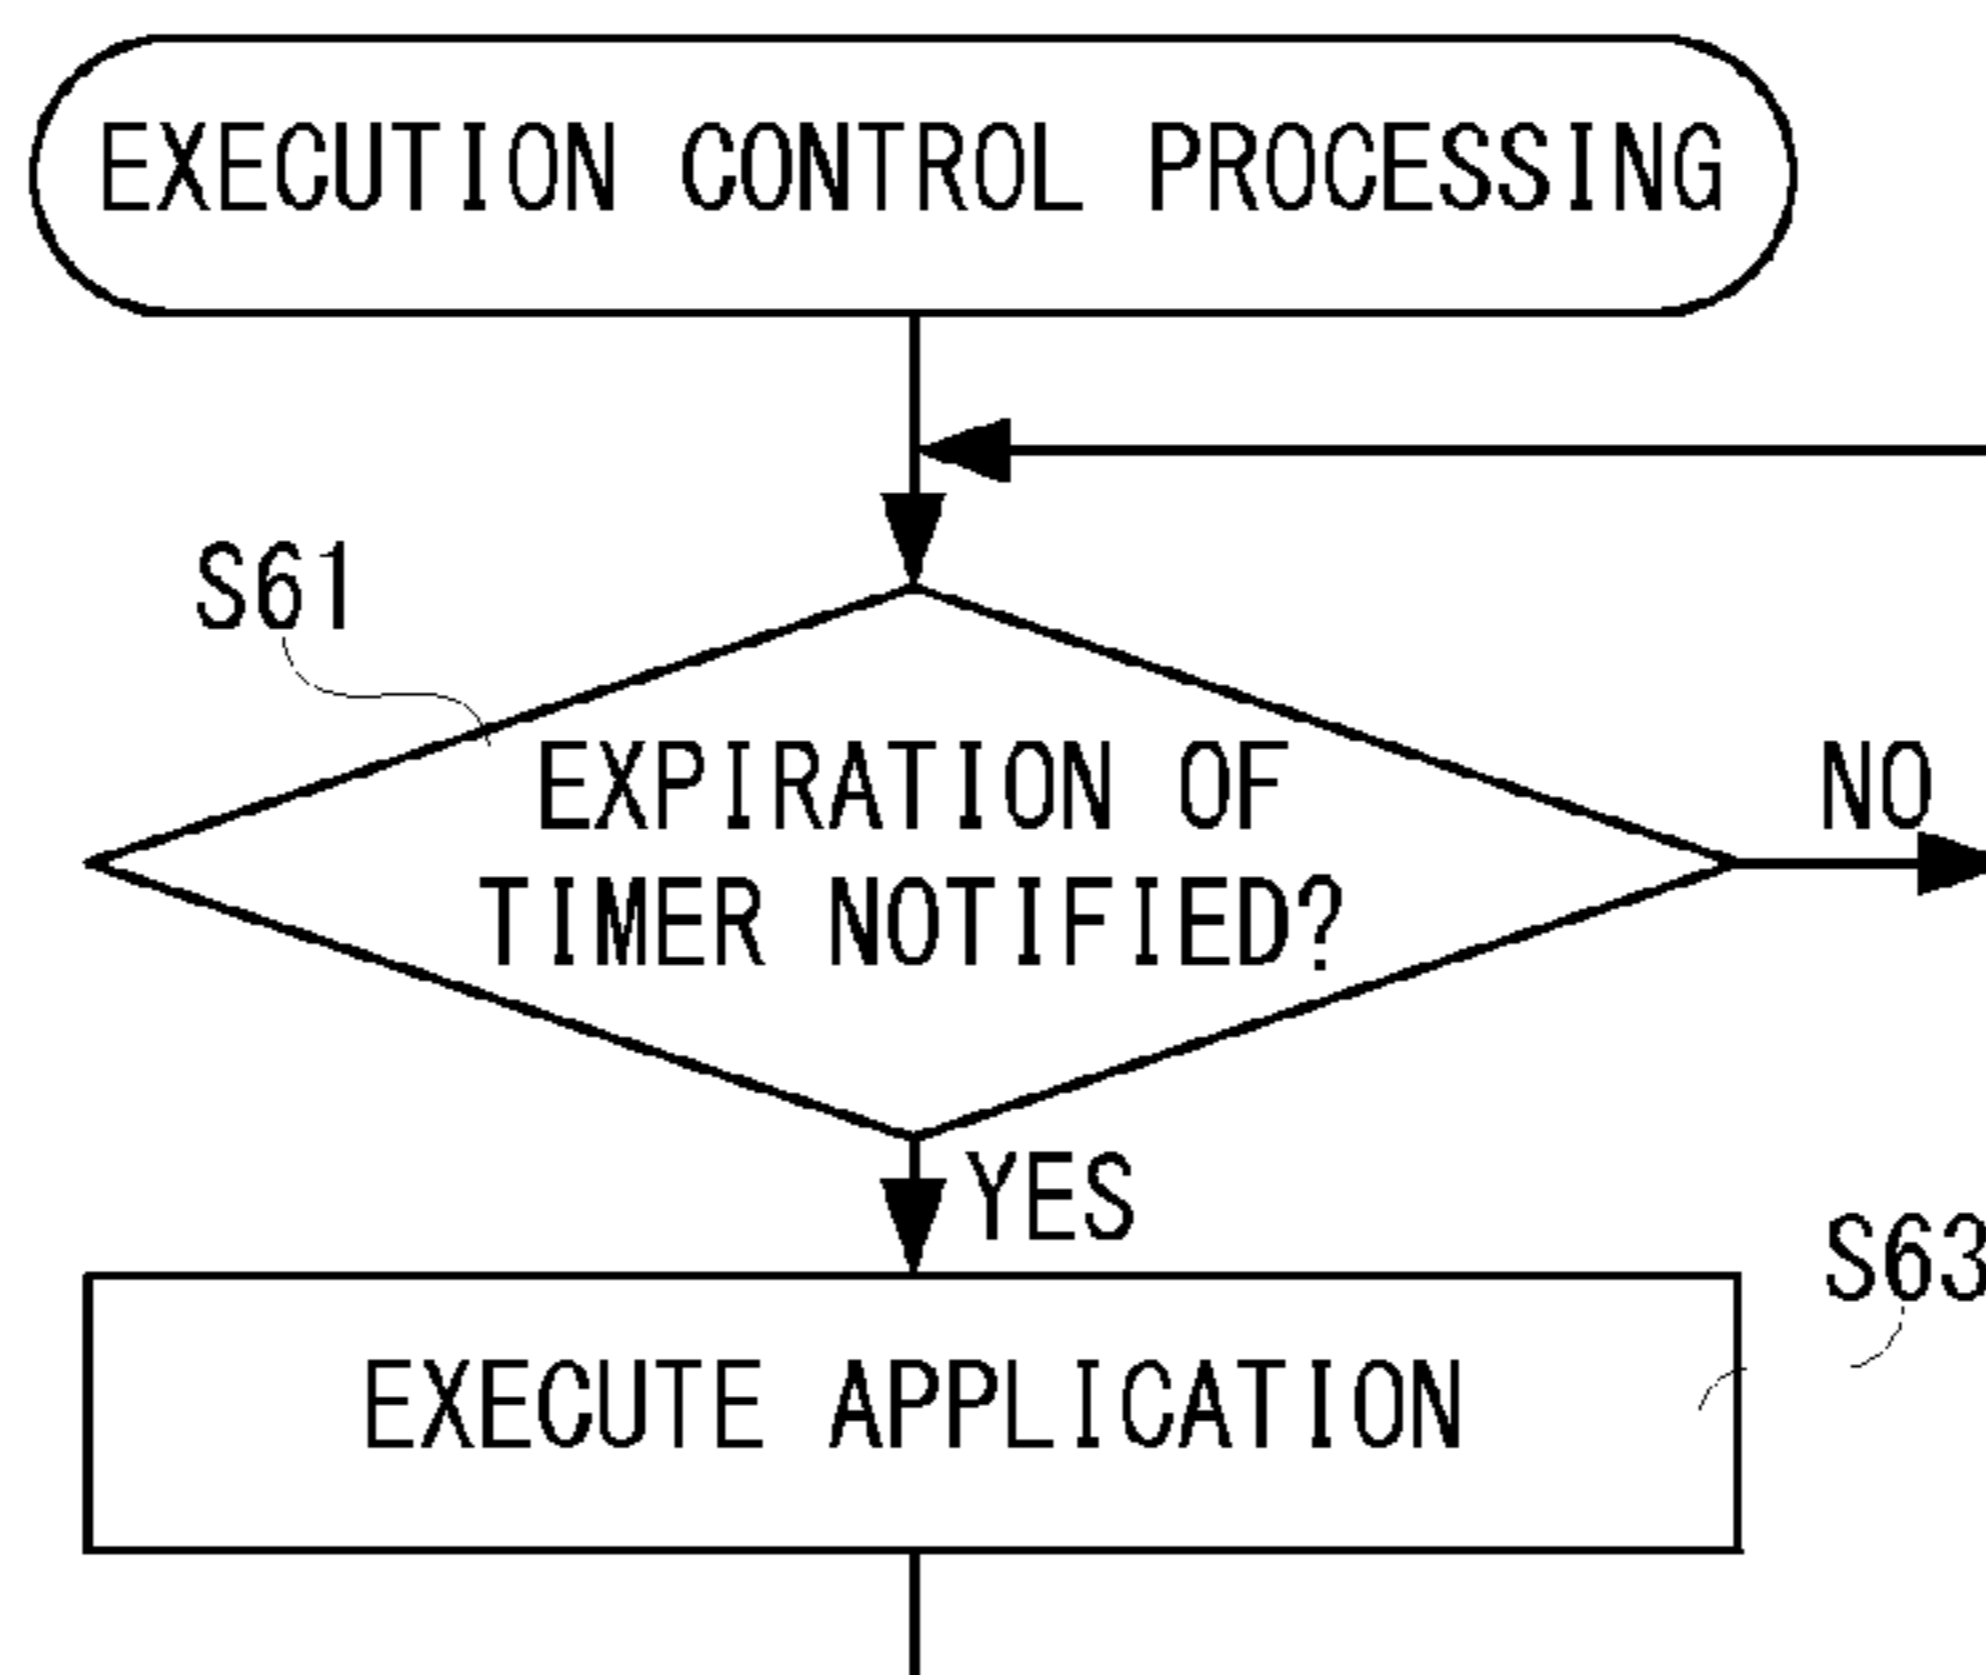 EXECUTION CONTROL PROCESSING
S61
EXPIRATION OF
TIMER NOTIFIED?
NO
YES
S63
EXECUTE APPLICATION